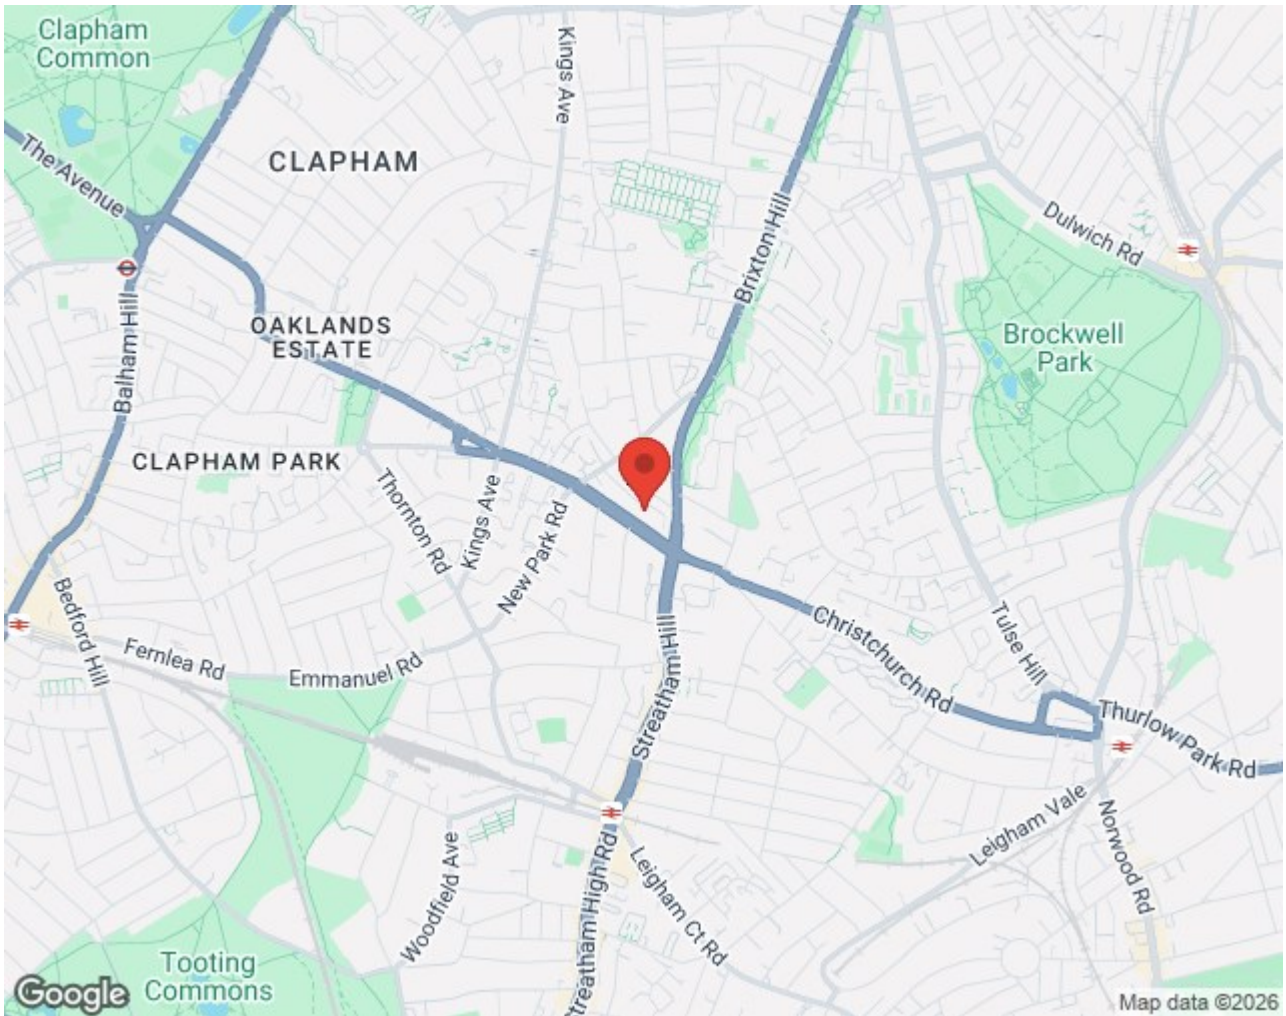 Clapham
Common
Kings Ave
The Avenue
CLAPHAM
Brixton Hill
Dulwich Rd
Balham Hill
OAKLANDS
ESTATE
Brockwell
Park
CLAPHAM PARK
Thornton Rd
Kings Ave
New Park Rd
Bedford Hill
Fernlea Rd
Emmanuel Rd
Streatham Hill
Christchurch Rd
Tulse Hill
Thurlow Park Rd
Woodfield Ave
Streatham High Rd
Leigham Ct Rd
Leigham Vale
Norwood Rd
Tooting
Commons
Google
Map data ©2026